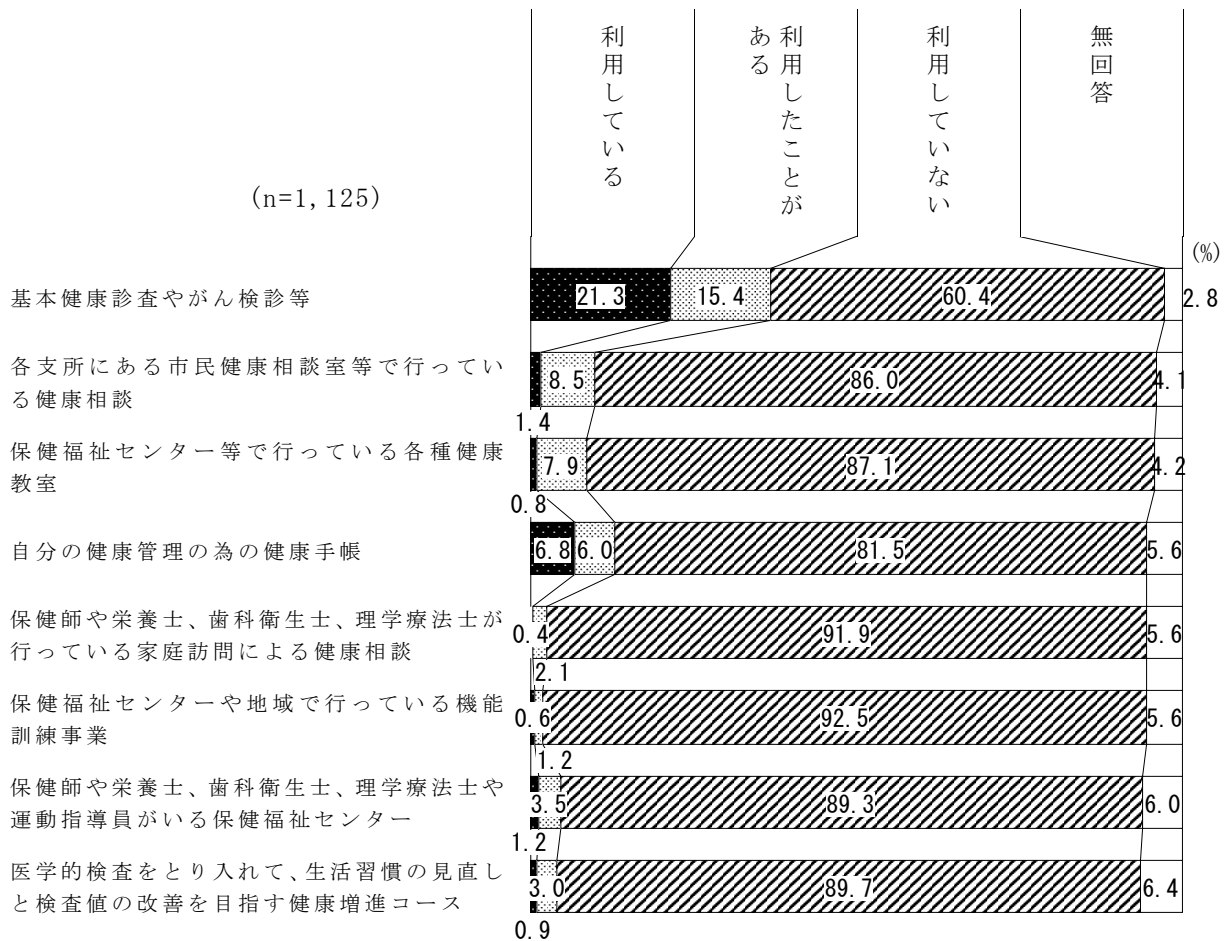 利用している
利用したことが
ある
利用していない
無回答
(n=1,125)
(%)
基本健康診査やがん検診等
21.3
15.4
60.4
2.8
各支所にある市民健康相談室等で行ってい
る健康相談
8.5
86.0
4.1
1.4
保健福祉センター等で行っている各種健康
教室
7.9
87.1
4.2
0.8
自分の健康管理の為の健康手帳
6.8
6.0
81.5
5.6
保健師や栄養士、歯科衛生士、理学療法士が
行っている家庭訪問による健康相談
0.4
91.9
5.6
2.1
保健福祉センターや地域で行っている機能
訓練事業
0.6
92.5
5.6
1.2
保健師や栄養士、歯科衛生士、理学療法士や
運動指導員がいる保健福祉センター
3.5
89.3
6.0
1.2
医学的検査をとり入れて、生活習慣の見直し
と検査値の改善を目指す健康増進コース
3.0
89.7
6.4
0.9